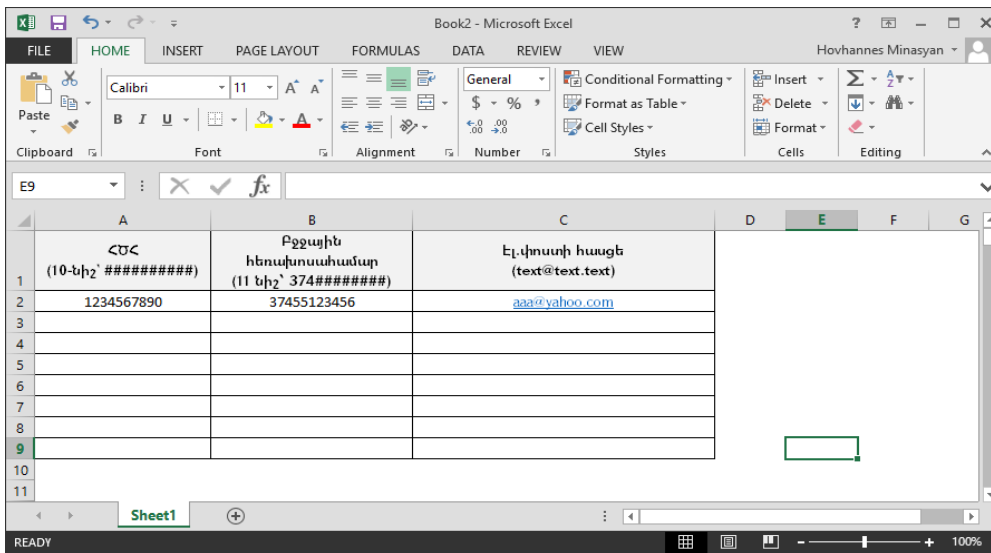 Book2 - Microsoft Excel
FILE HOME INSERT PAGE LAYOUT FORMULAS DATA REVIEW VIEW Hovhannes Minasyan
Calibri 11 General Conditional Formatting Insert
Paste Format as Table Delete
Cell Styles Format
Clipboard Font Alignment Number Styles Cells Editing
E9 fx
A B C D E F G
ՀԾՀ
(10-նիշ՝ ##########)
Բջջային
հեռախոսահամար
(11 նիշ՝ 374########)
Էլ.փոստի հասցե
(text@text.text)
1
2 1234567890 37455123456 aaa@yahoo.com
3
4
5
6
7
8
9
10
11
Sheet1
READY 100%